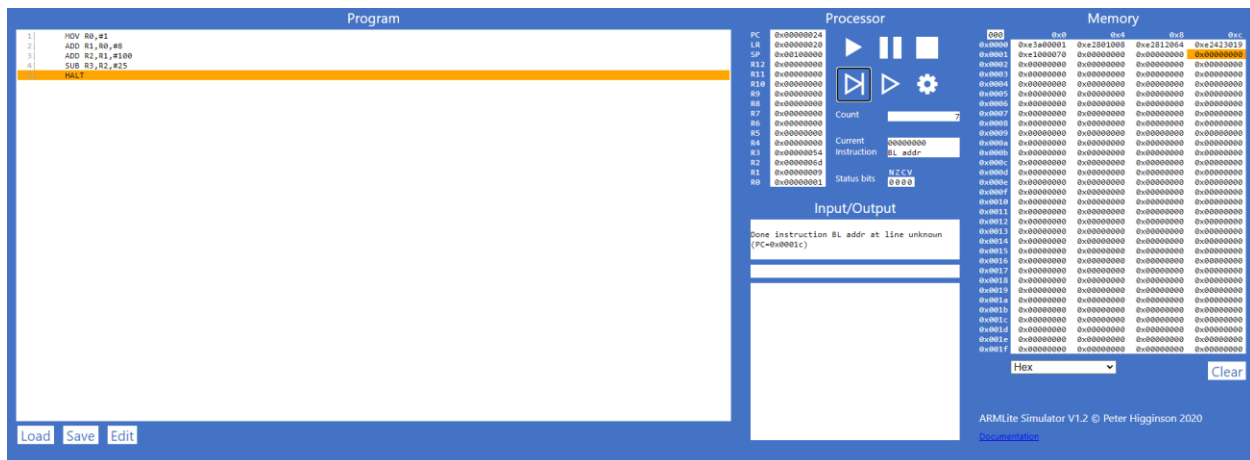 Program
1| MOV R0,#1
2| ADD R1,R0,#8
3| ADD R2,R1,#100
4| SUB R3,R2,#25
HALT
Load Save Edit
Processor
PC 0x00000024
LR 0x00000020
SP 0x00100000
R12 0x00000000
R11 0x00000000
R10 0x00000000
R9 0x00000000
R8 0x00000000
R7 0x00000000
R6 0x00000000
R5 0x00000000
R4 0x00000000
R3 0x00000054
R2 0x0000006d
R1 0x00000009
R0 0x00000001
Count 7
Current Instruction 00000000
BL addr
Status bits NZCV
0000
Input/Output
Done instruction BL addr at line unknown
(PC=0x0001c)
Memory
000 0x0 0x4 0x8 0xc
0x0000 0xe3a00001 0xe2801008 0xe2812064 0xe2423019
0x0001 0xe1000070 0x00000000 0x00000000 0x00000000
0x0002 0x00000000 0x00000000 0x00000000 0x00000000
0x0003 0x00000000 0x00000000 0x00000000 0x00000000
0x0004 0x00000000 0x00000000 0x00000000 0x00000000
0x0005 0x00000000 0x00000000 0x00000000 0x00000000
0x0006 0x00000000 0x00000000 0x00000000 0x00000000
0x0007 0x00000000 0x00000000 0x00000000 0x00000000
0x0008 0x00000000 0x00000000 0x00000000 0x00000000
0x0009 0x00000000 0x00000000 0x00000000 0x00000000
0x000a 0x00000000 0x00000000 0x00000000 0x00000000
0x000b 0x00000000 0x00000000 0x00000000 0x00000000
0x000c 0x00000000 0x00000000 0x00000000 0x00000000
0x000d 0x00000000 0x00000000 0x00000000 0x00000000
0x000e 0x00000000 0x00000000 0x00000000 0x00000000
0x000f 0x00000000 0x00000000 0x00000000 0x00000000
0x0010 0x00000000 0x00000000 0x00000000 0x00000000
0x0011 0x00000000 0x00000000 0x00000000 0x00000000
0x0012 0x00000000 0x00000000 0x00000000 0x00000000
0x0013 0x00000000 0x00000000 0x00000000 0x00000000
0x0014 0x00000000 0x00000000 0x00000000 0x00000000
0x0015 0x00000000 0x00000000 0x00000000 0x00000000
0x0016 0x00000000 0x00000000 0x00000000 0x00000000
0x0017 0x00000000 0x00000000 0x00000000 0x00000000
0x0018 0x00000000 0x00000000 0x00000000 0x00000000
0x0019 0x00000000 0x00000000 0x00000000 0x00000000
0x001a 0x00000000 0x00000000 0x00000000 0x00000000
0x001b 0x00000000 0x00000000 0x00000000 0x00000000
0x001c 0x00000000 0x00000000 0x00000000 0x00000000
0x001d 0x00000000 0x00000000 0x00000000 0x00000000
0x001e 0x00000000 0x00000000 0x00000000 0x00000000
0x001f 0x00000000 0x00000000 0x00000000 0x00000000
Hex
Clear
ARMLite Simulator V1.2 © Peter Higginson 2020
Documentation